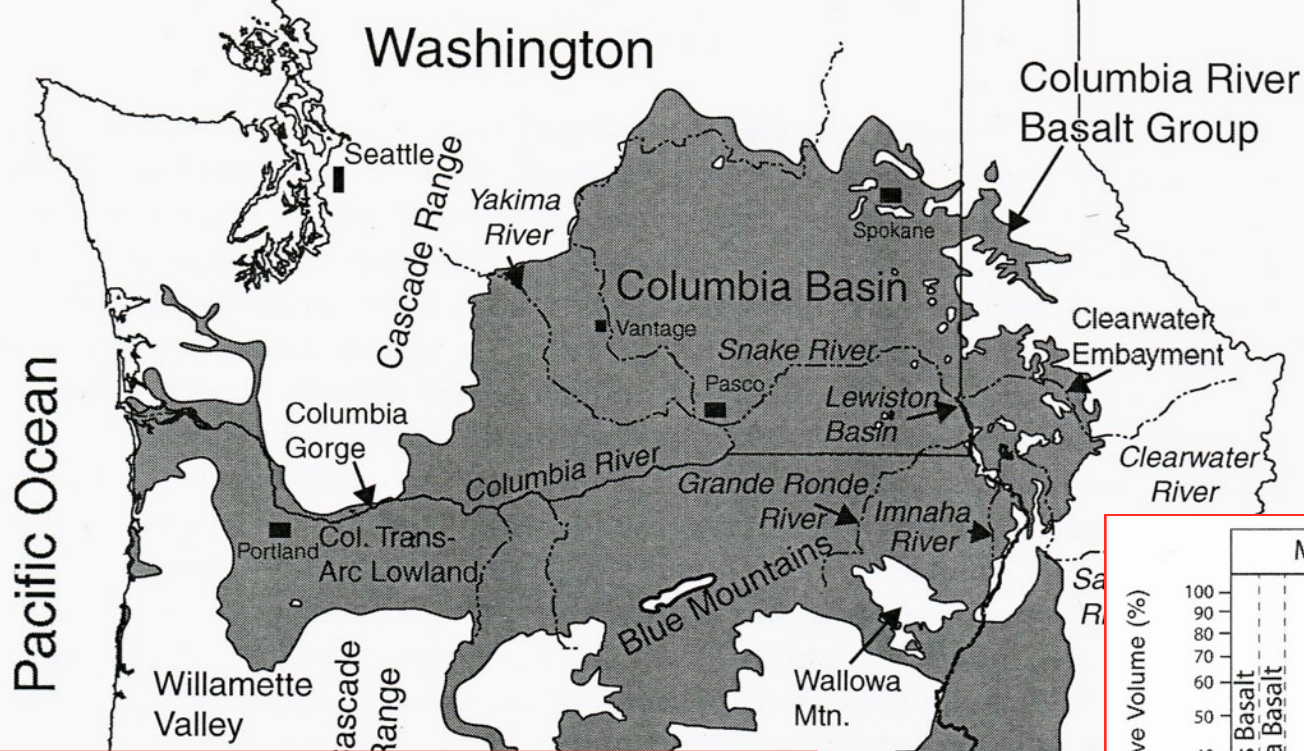 Washington
Columbia River
Basalt Group
Seattle
Cascade Range
Yakima
River
Spokane
Columbia Basin
Vantage
Clearwater
Embayment
Snake River
Pasco
Lewiston
Basin
Pacific Ocean
Columbia
Gorge
Columbia River
Clearwater
River
Grande Ronde
River
Imnaha
River
Portland
Col. Trans-
Arc Lowland
Blue Mountains
Willamette
Valley
Range
Wallowa
Mtn.
Volume (%)
100
90
80
70
60
50
Basalt
Basalt